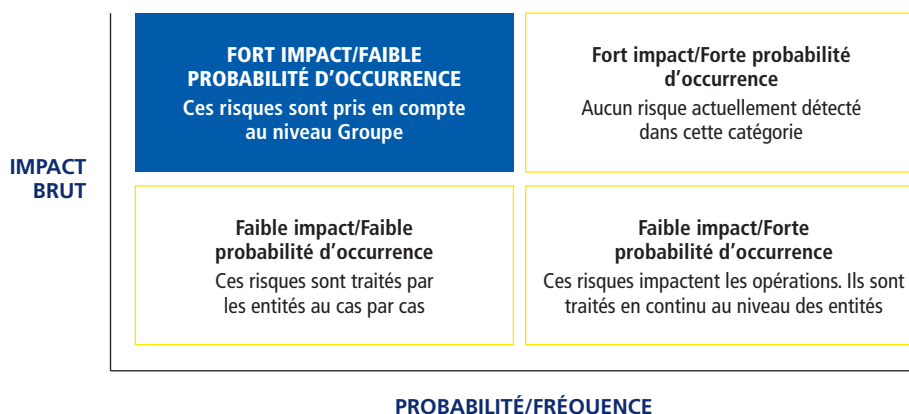 FORT IMPACT/FAIBLE
PROBABILITÉ D’OCCURRENCE
Ces risques sont pris en compte
au niveau Groupe
Fort impact/Forte probabilité
d’occurrence
Aucun risque actuellement détecté
dans cette catégorie
IMPACT
BRUT
Faible impact/Faible
probabilité d’occurrence
Ces risques sont traités par
les entités au cas par cas
Faible impact/Forte
probabilité d’occurrence
Ces risques impactent les opérations. Ils sont
traités en continu au niveau des entités
PROBABILITÉ/FRÉQUENCE